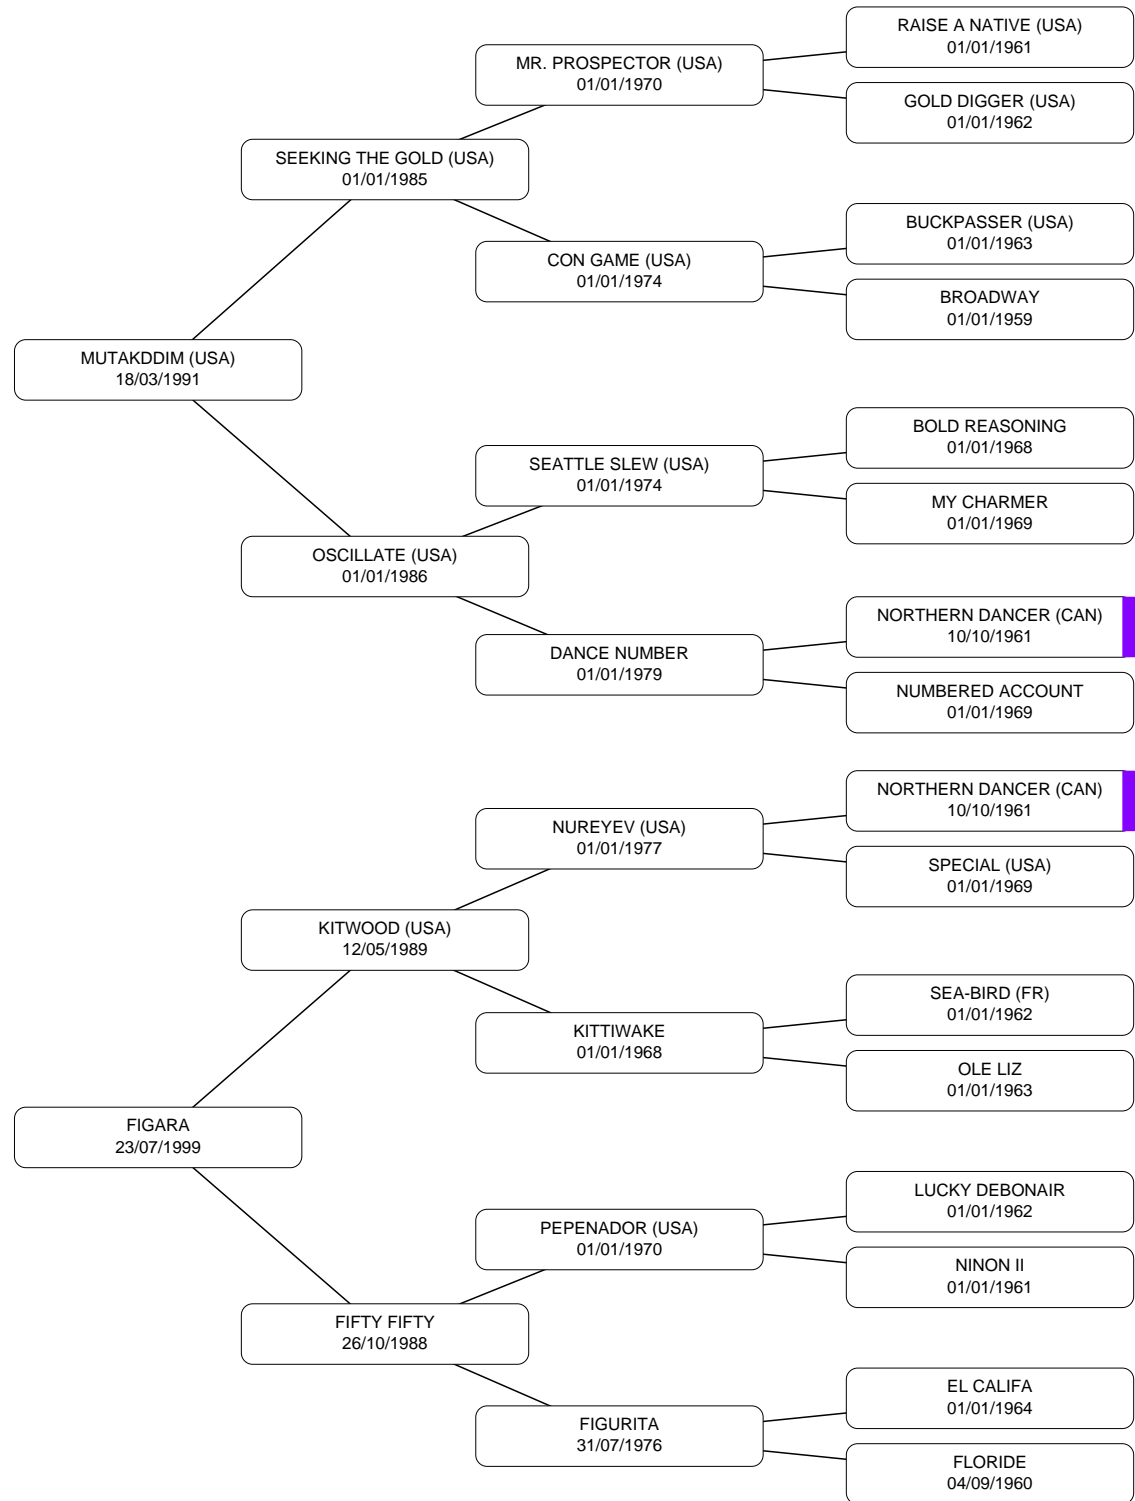 RAISE A NATIVE (USA)
01/01/1961
MR. PROSPECTOR (USA)
01/01/1970
GOLD DIGGER (USA)
01/01/1962
SEEKING THE GOLD (USA)
01/01/1985
BUCKPASSER (USA)
01/01/1963
CON GAME (USA)
01/01/1974
BROADWAY
01/01/1959
MUTAKDDIM (USA)
18/03/1991
BOLD REASONING
01/01/1968
SEATTLE SLEW (USA)
01/01/1974
MY CHARMER
01/01/1969
OSCILLATE (USA)
01/01/1986
NORTHERN DANCER (CAN)
10/10/1961
DANCE NUMBER
01/01/1979
NUMBERED ACCOUNT
01/01/1969
NORTHERN DANCER (CAN)
10/10/1961
NUREYEV (USA)
01/01/1977
SPECIAL (USA)
01/01/1969
KITWOOD (USA)
12/05/1989
SEA-BIRD (FR)
01/01/1962
KITTIWAKE
01/01/1968
OLE LIZ
01/01/1963
FIGARA
23/07/1999
LUCKY DEBONAIR
01/01/1962
PEPENADOR (USA)
01/01/1970
NINON II
01/01/1961
FIFTY FIFTY
26/10/1988
EL CALIFA
01/01/1964
FIGURITA
31/07/1976
FLORIDE
04/09/1960